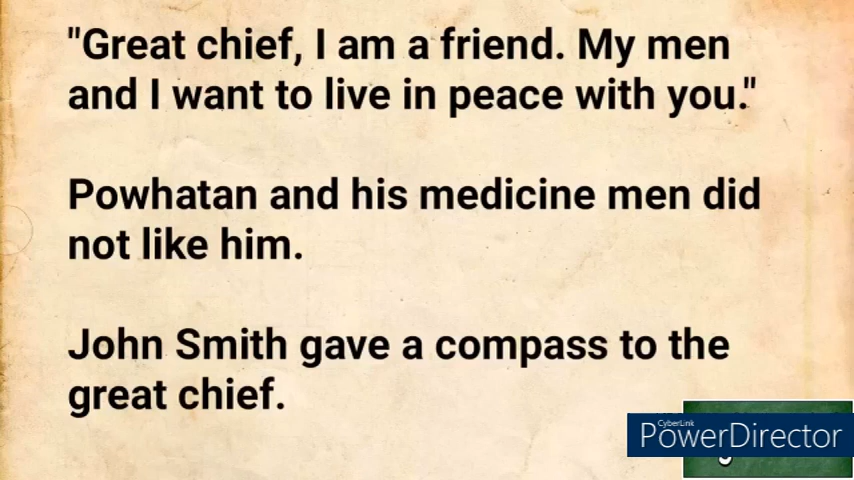 "Great chief, I am a friend. My men
and I want to live in peace with you."
Powhatan and his medicine men did
not like him.
John Smith gave a compass to the
great chief.
CyberLink
PowerDirector